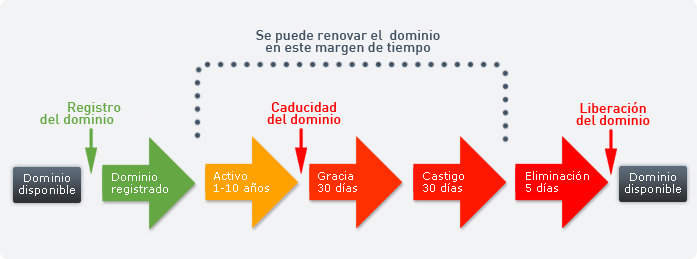 Se puede renovar el dominio
en este margen de tiempo
Registro
del dominio
Caducidad
del dominio
Liberación
del dominio
Dominio
disponible
Dominio
registrado
Activo
1-10 años
Gracia
30 días
Castigo
30 días
Eliminación
5 días
Dominio
disponible